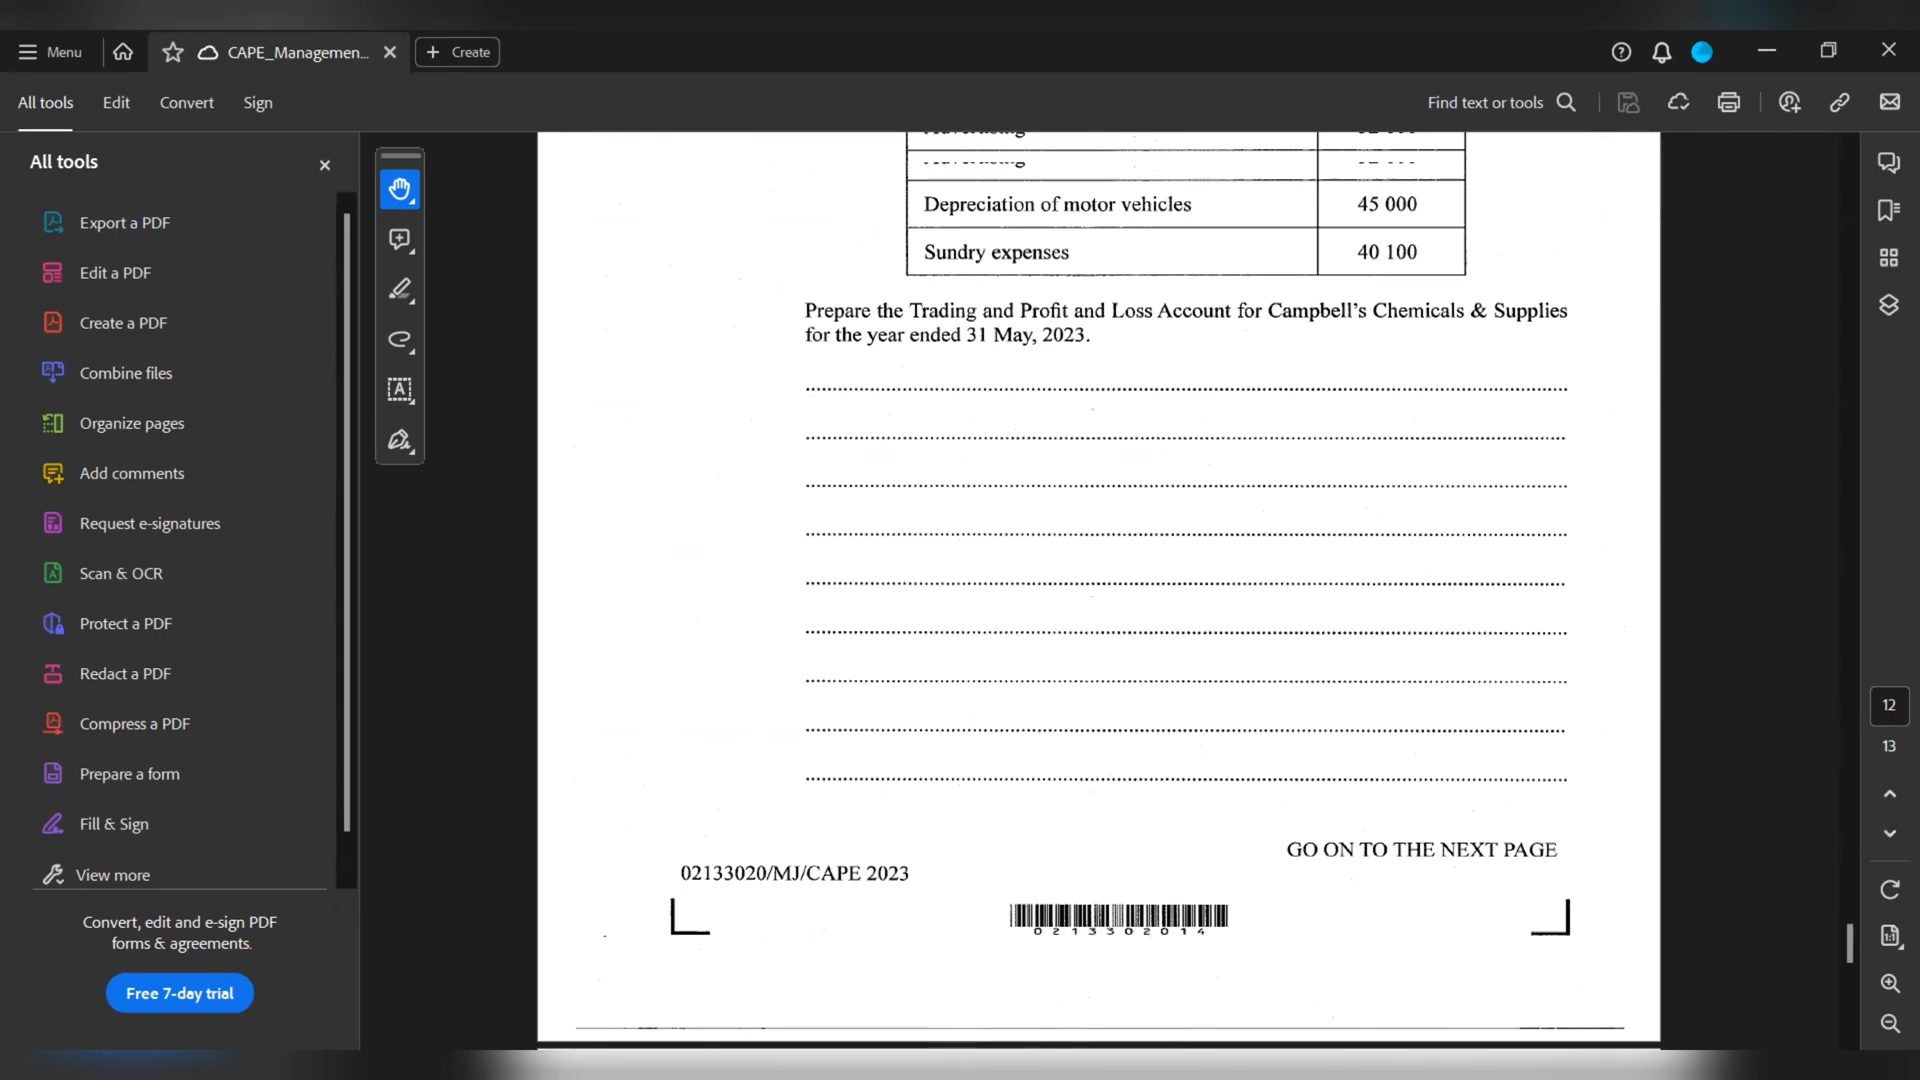 Menu
CAPE_Managemen...
Create
All tools
Edit
Convert
Sign
Find text or tools
All tools
Export a PDF
Edit a PDF
Create a PDF
Combine files
Organize pages
Add comments
Request e-signatures
Scan & OCR
Protect a PDF
Redact a PDF
Compress a PDF
Prepare a form
Fill & Sign
View more
Convert, edit and e-sign PDF
forms & agreements.
Free 7-day trial
Depreciation of motor vehicles 45 000
Sundry expenses 40 100
Prepare the Trading and Profit and Loss Account for Campbell's Chemicals & Supplies
for the year ended 31 May, 2023.
GO ON TO THE NEXT PAGE
02133020/MJ/CAPE 2023
0213302014
12
13